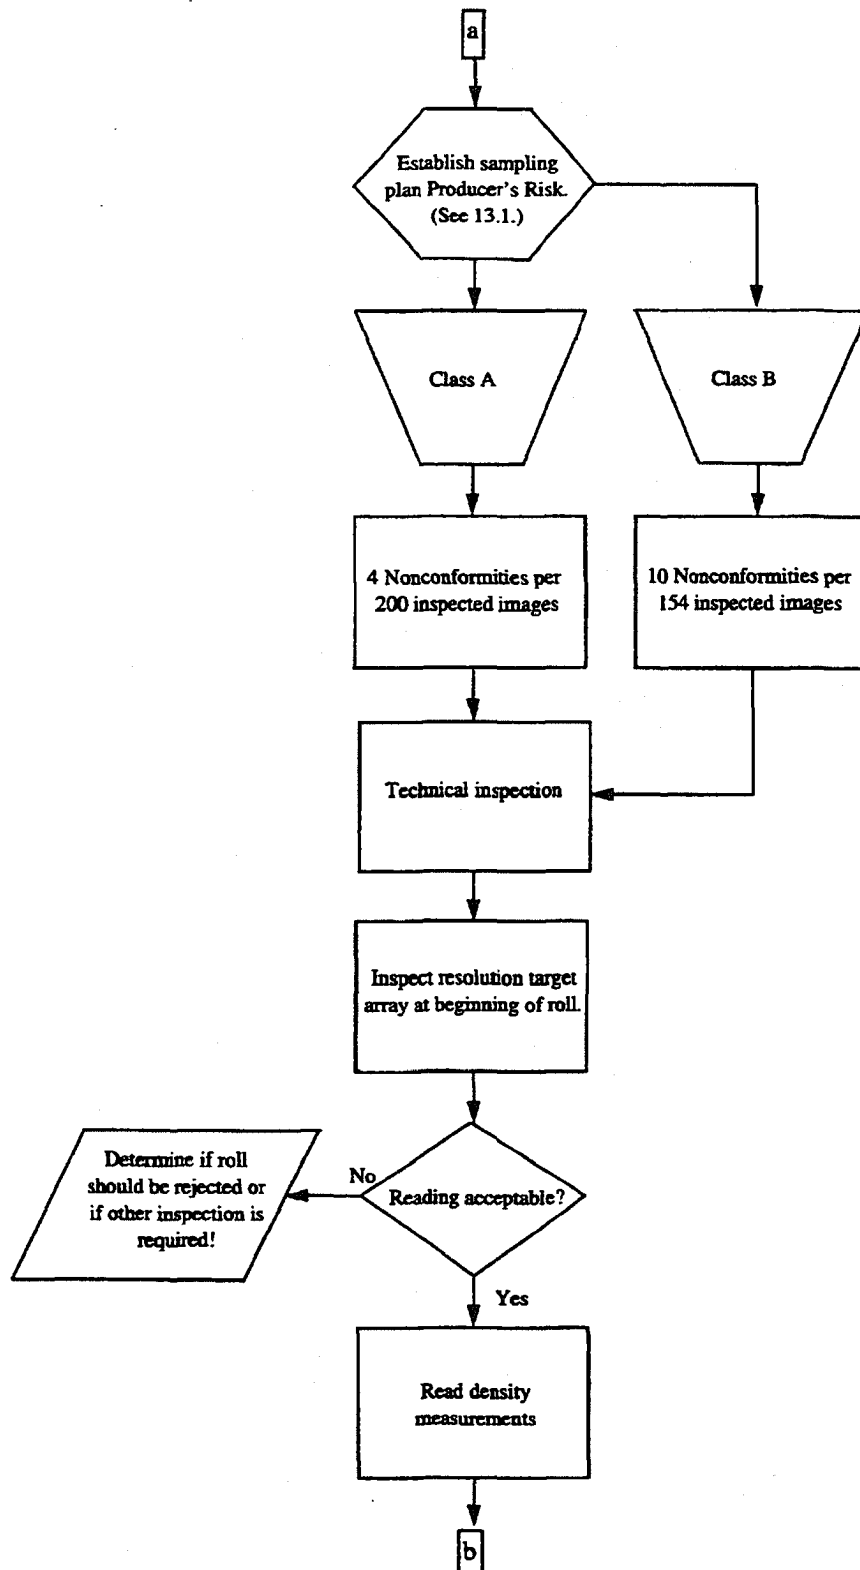 a
Establish sampling
plan Producer's Risk.
(See 13.1.)
Class A
Class B
4 Nonconformities per
200 inspected images
10 Nonconformities per
154 inspected images
Technical inspection
Inspect resolution target
array at beginning of roll.
Reading acceptable?
No
Determine if roll
should be rejected or
if other inspection is
required!
Yes
Read density
measurements
b